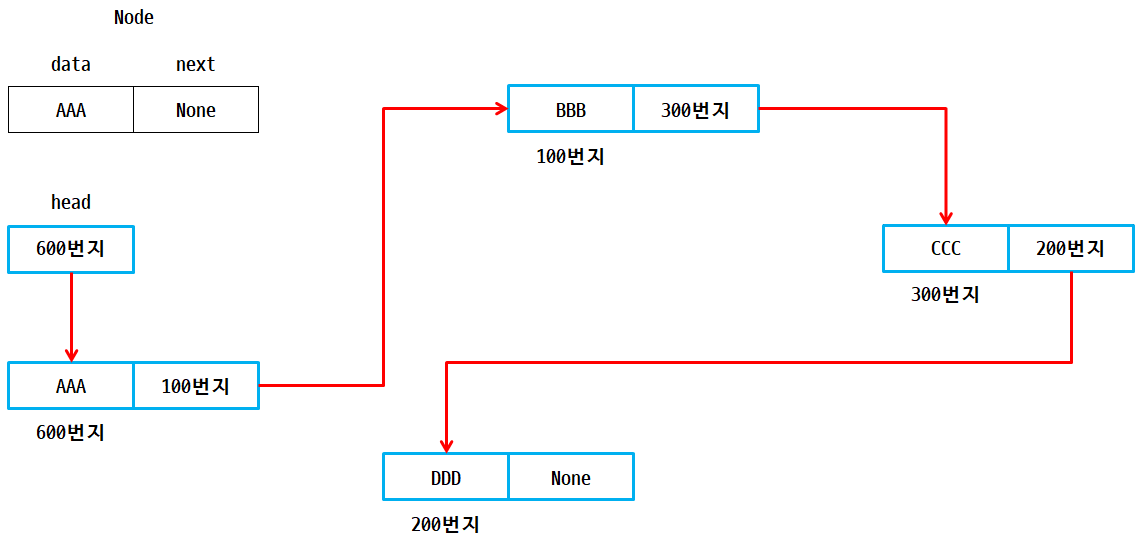 Node
data next
AAA None
BBB 300번지
100번지
head
600번지
CCC 200번지
300번지
AAA 100번지
600번지
DDD None
200번지